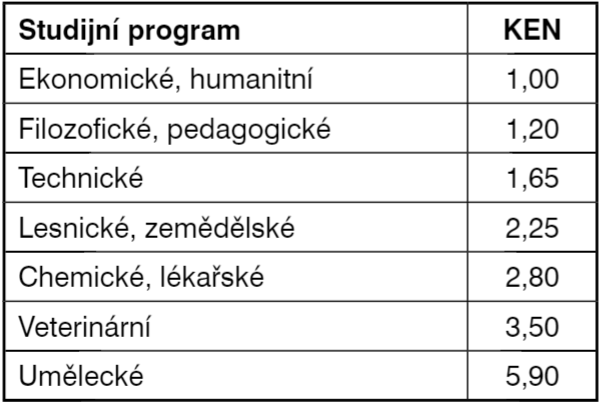 Studijní program KEN
Ekonomické, humanitní 1,00
Filozofické, pedagogické 1,20
Technické 1,65
Lesnické, zemědělské 2,25
Chemické, lékařské 2,80
Veterinární 3,50
Umělecké 5,90